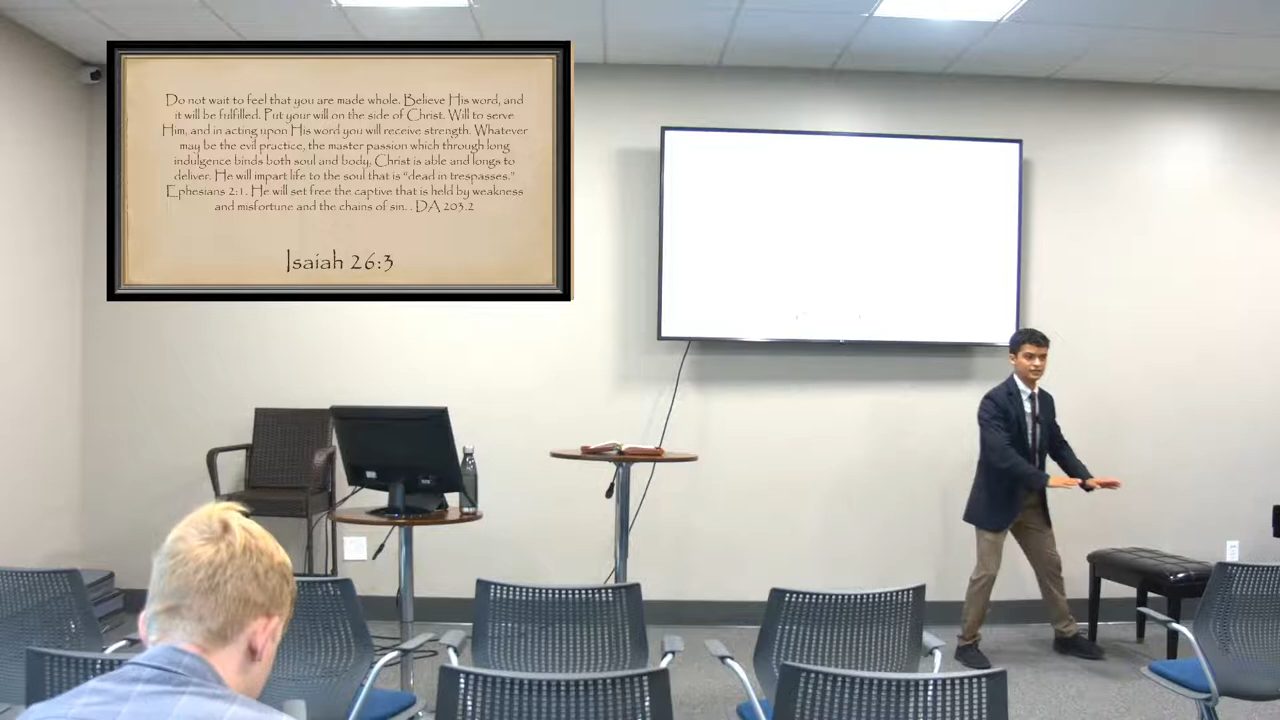 Do not wait to feel that you are made whole. Believe His word, and
it will be fulfilled. Put your will on the side of Christ. Will to serve
Him, and in acting upon His word you will receive strength. Whatever
may be the evil practice, the master passion which through long
indulgence binds both soul and body, Christ is able and longs to
deliver. He will impart life to the soul that is “dead in trespasses.”
Ephesians 2:1. He will set free the captive that is held by weakness
and misfortune and the chains of sin. . DA 203.2
Isaiah 26:3